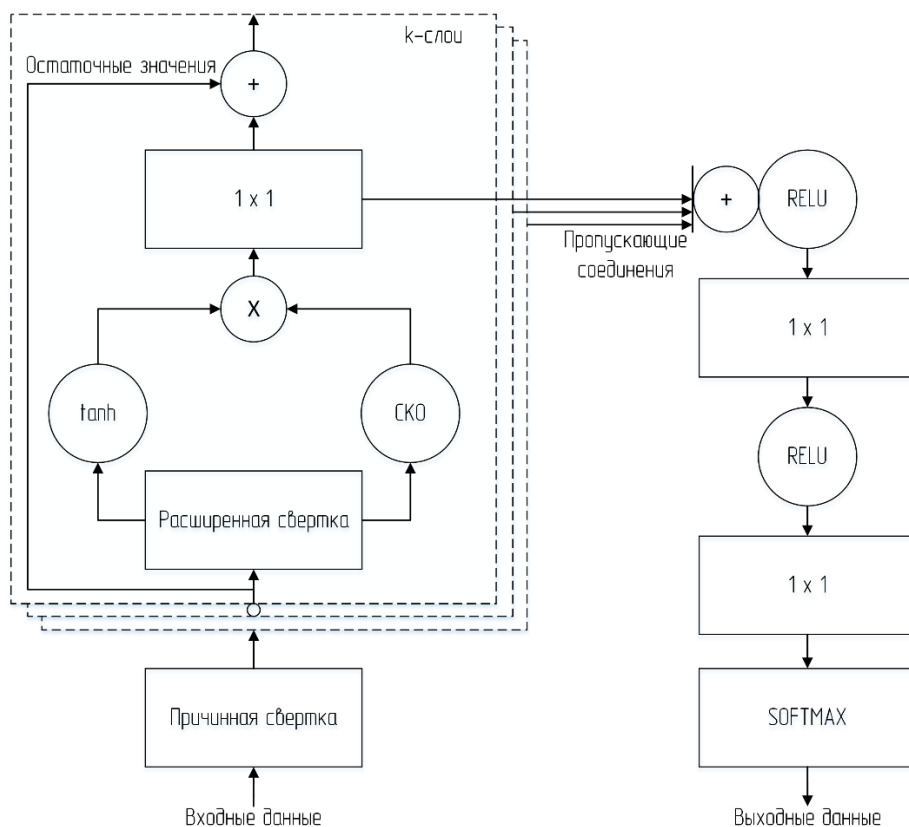 k-слои
Остаточные значения
+
1 x 1
+
RELU
Пропускающие
соединения
X
1 x 1
tanh
СКО
RELU
Расширенная свертка
1 x 1
Причинная свертка
SOFTMAX
Входные данные
Выходные данные